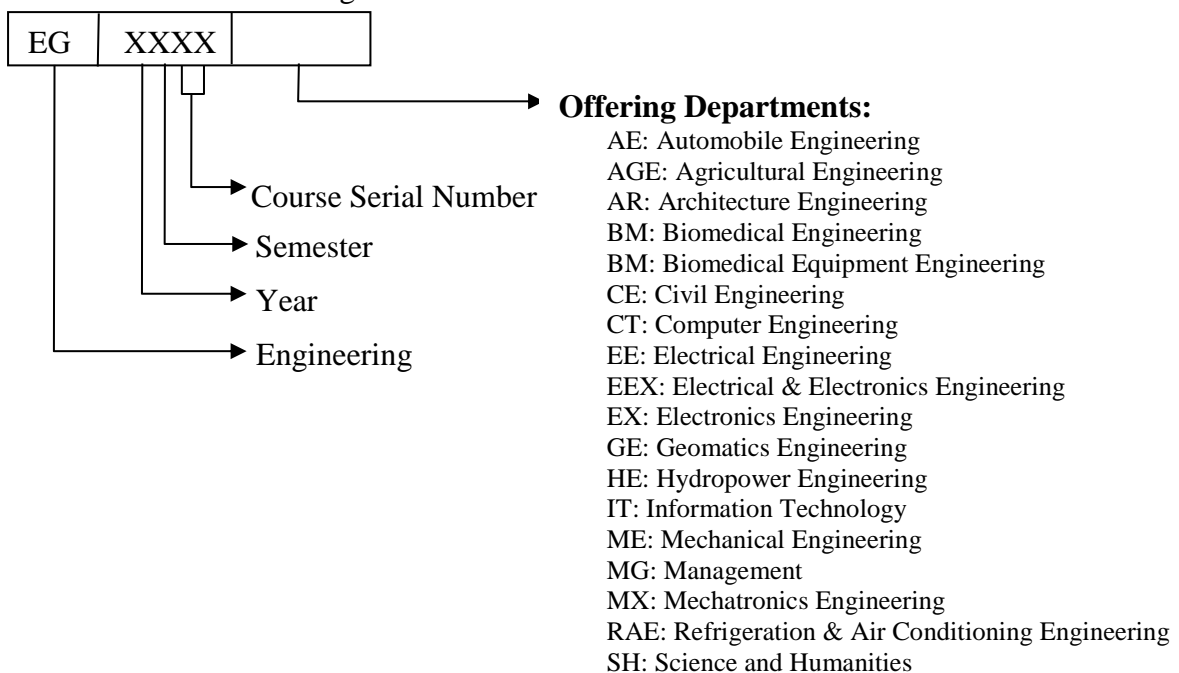 EG XXXX
Offering Departments:
AE: Automobile Engineering
AGE: Agricultural Engineering
AR: Architecture Engineering
BM: Biomedical Engineering
BM: Biomedical Equipment Engineering
CE: Civil Engineering
CT: Computer Engineering
EE: Electrical Engineering
EEX: Electrical & Electronics Engineering
EX: Electronics Engineering
GE: Geomatics Engineering
HE: Hydropower Engineering
IT: Information Technology
ME: Mechanical Engineering
MG: Management
MX: Mechatronics Engineering
RAE: Refrigeration & Air Conditioning Engineering
SH: Science and Humanities
Course Serial Number
Semester
Year
Engineering